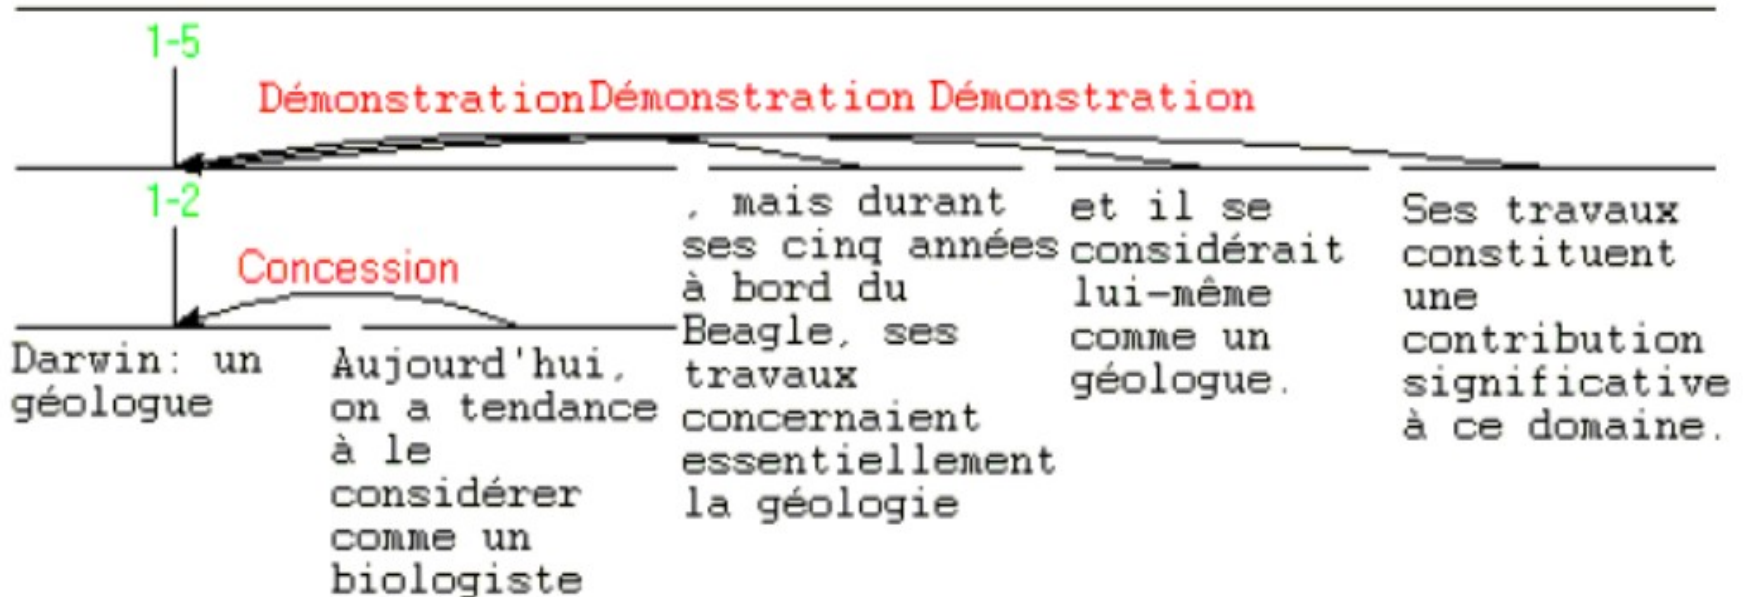 1-5
Démonstration Démonstration Démonstration
1-2
Concession
Darwin: un
géologue
Aujourd'hui,
on a tendance
à le
considérer
comme un
biologiste
, mais durant
ses cinq années
à bord du
Beagle, ses
travaux
concernaient
essentiellement
la géologie
et il se
considérait
lui-même
comme un
géologue.
Ses travaux
constituent
une
contribution
significative
à ce domaine.